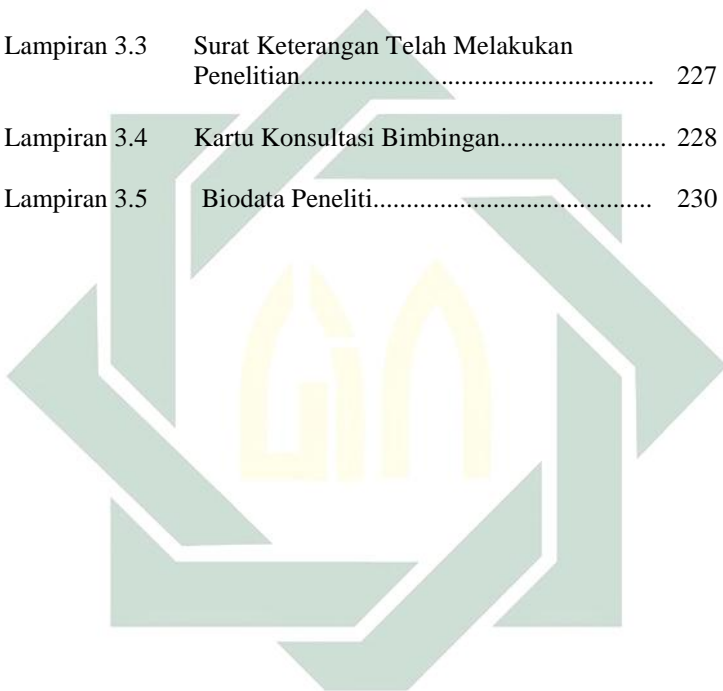 Lampiran 3.3 Surat Keterangan Telah Melakukan
Penelitian..................................................... 227
Lampiran 3.4 Kartu Konsultasi Bimbingan......................... 228
Lampiran 3.5 Biodata Peneliti.......................................... 230